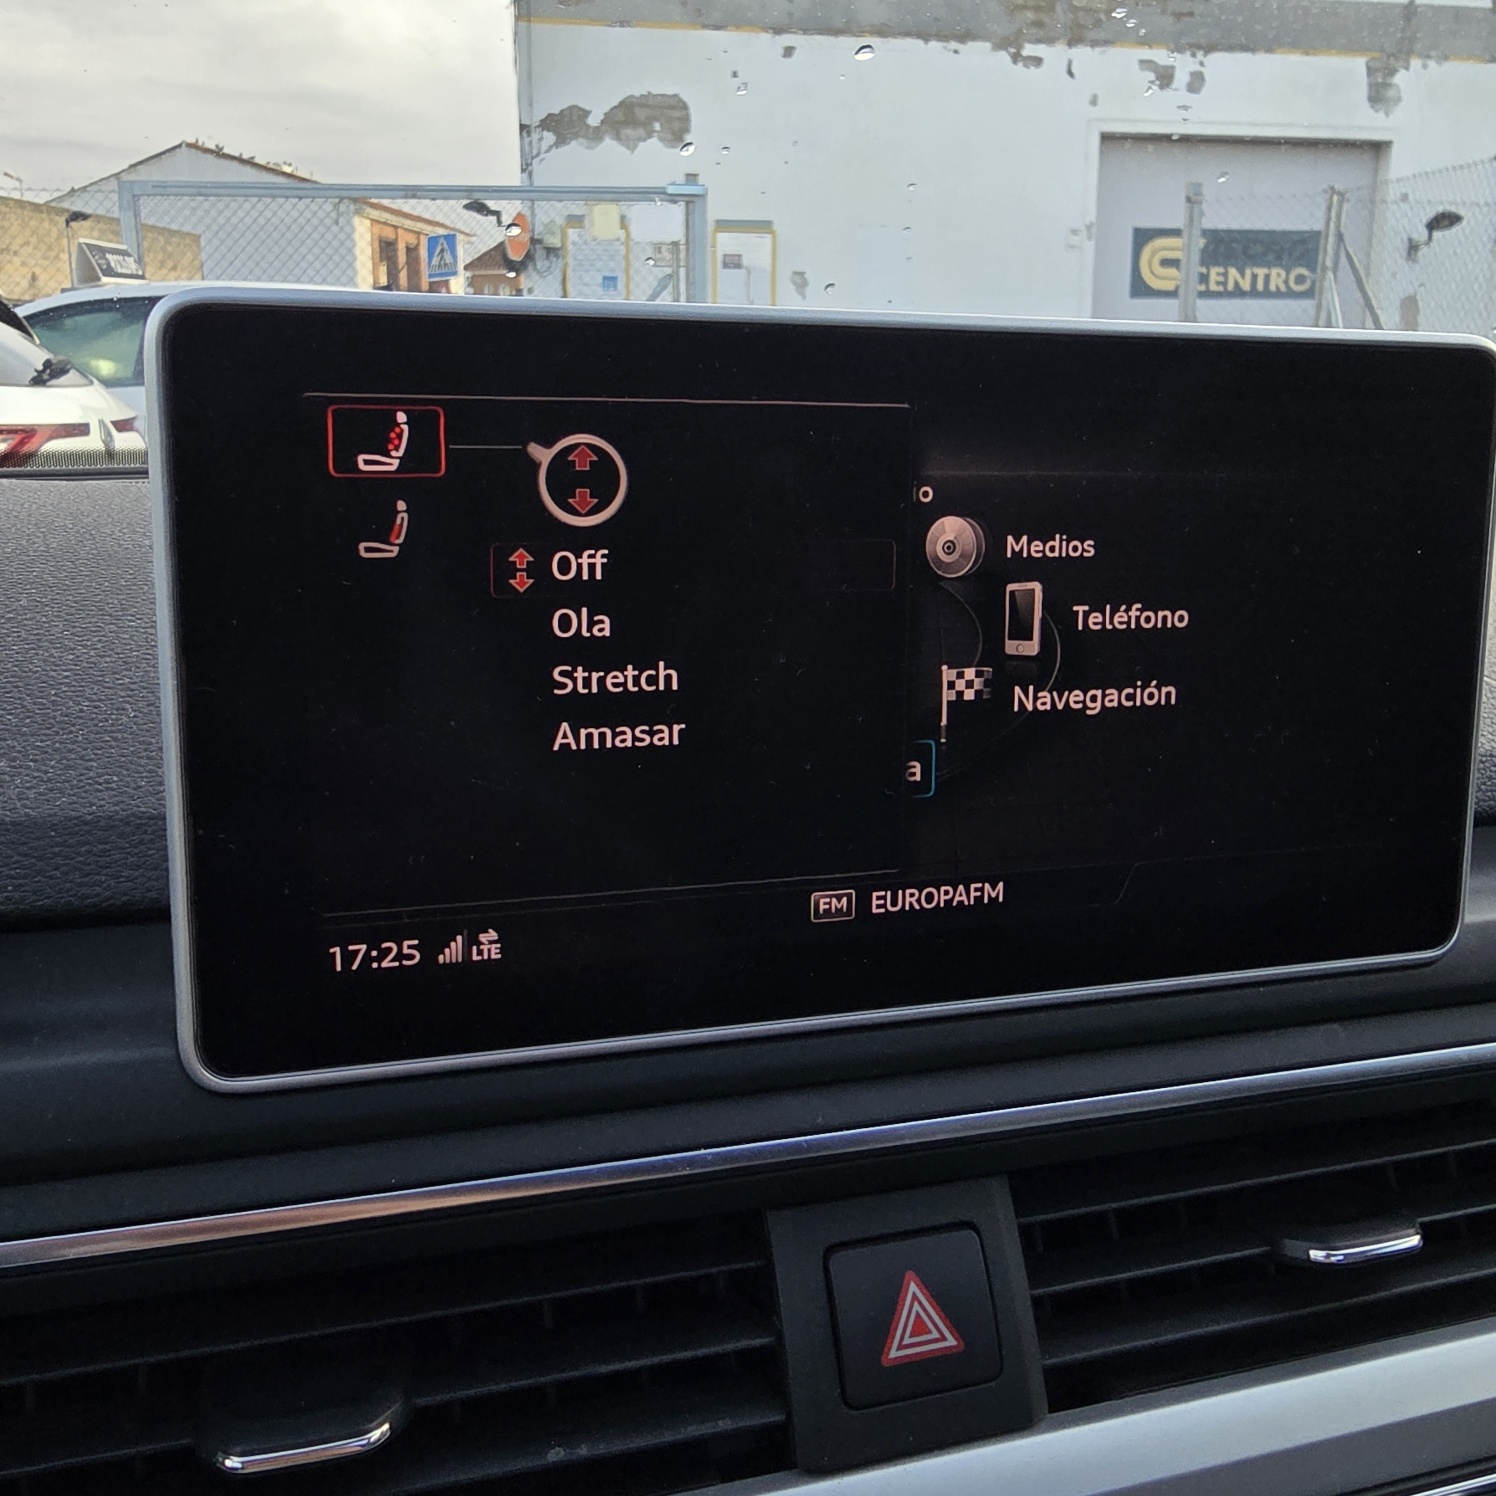 CENTRO
Off
Ola
Stretch
Amasar
o
Medios
Teléfono
Navegación
a
FM EUROPAFM
17:25 LTE